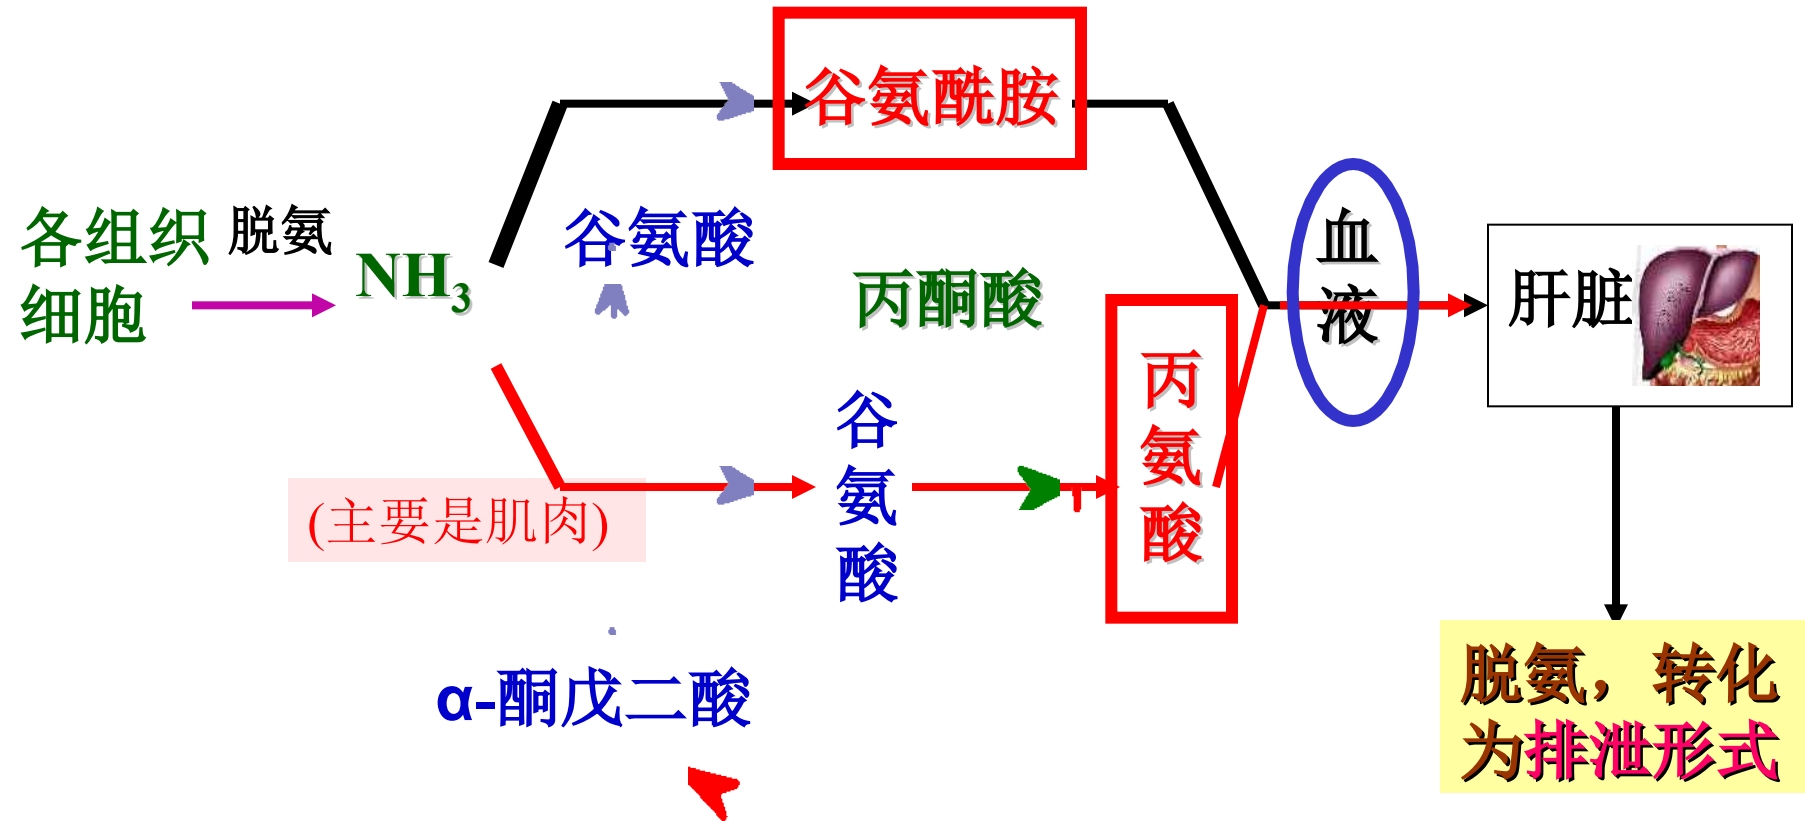 谷氨酰胺
各组织
细胞
脱氨
NH3
谷氨酸
丙酮酸
血
液
肝脏
谷
氨
酸
丙
氨
酸
(主要是肌肉)
α-酮戊二酸
脱氨，转化
为排泄形式